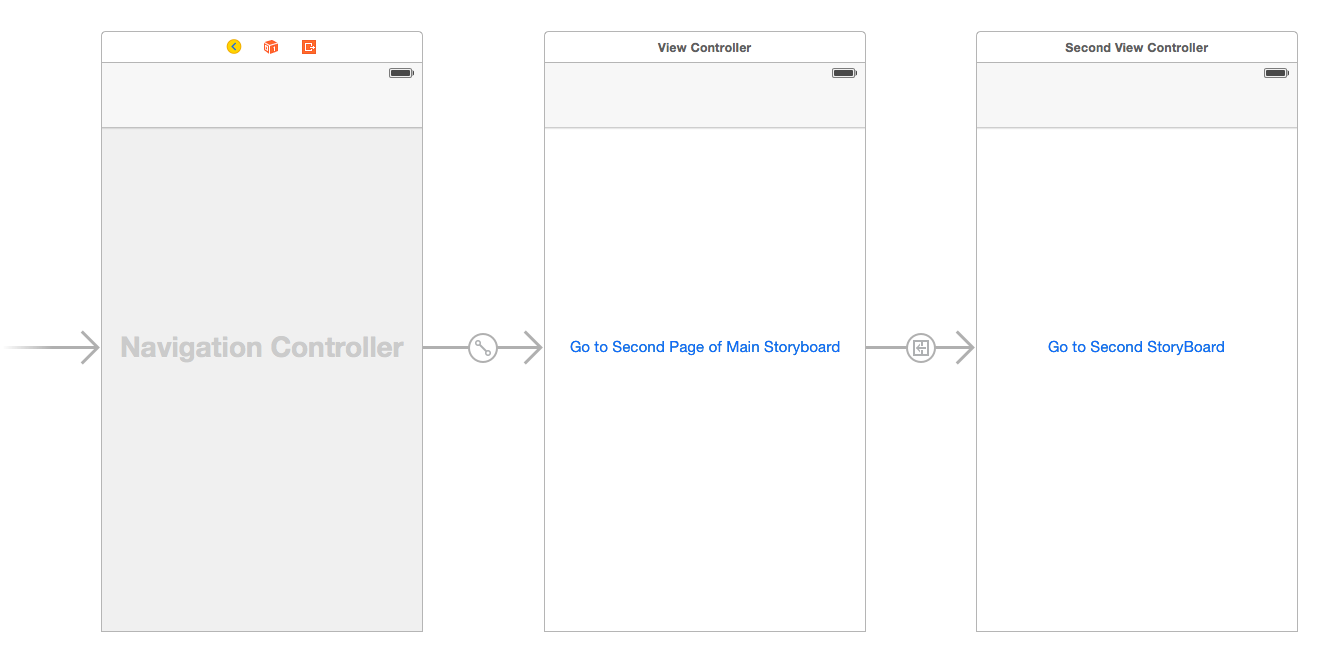 View Controller
Second View Controller
Navigation Controller
Go to Second Page of Main Storyboard
Go to Second StoryBoard